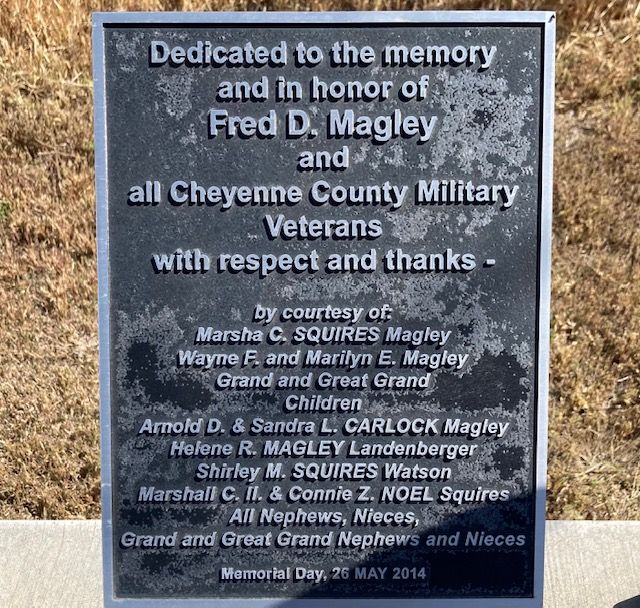 Dedicated to the memory
and in honor of
Fred D. Magley
and
all Cheyenne County Military
Veterans
with respect and thanks -
by courtesy of:
Marsha C. SQUIRES Magley
Wayne F. and Marilyn E. Magley
Grand and Great Grand
Children
Arnold D. & Sandra L. CARLOCK Magley
Helene R. MAGLEY Landenberger
Shirley M. SQUIRES Watson
Marshall C. II. & Connie Z. NOEL Squires
All Nephews, Nieces,
Grand and Great Grand Nephews and Nieces
Memorial Day, 26 MAY 2014